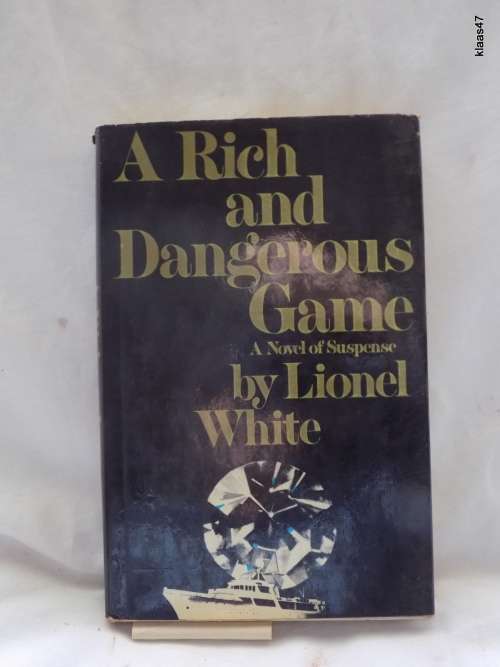 klaas47
A Rich
and
Dangerous
Game
A Novel of Suspense
by Lionel
White